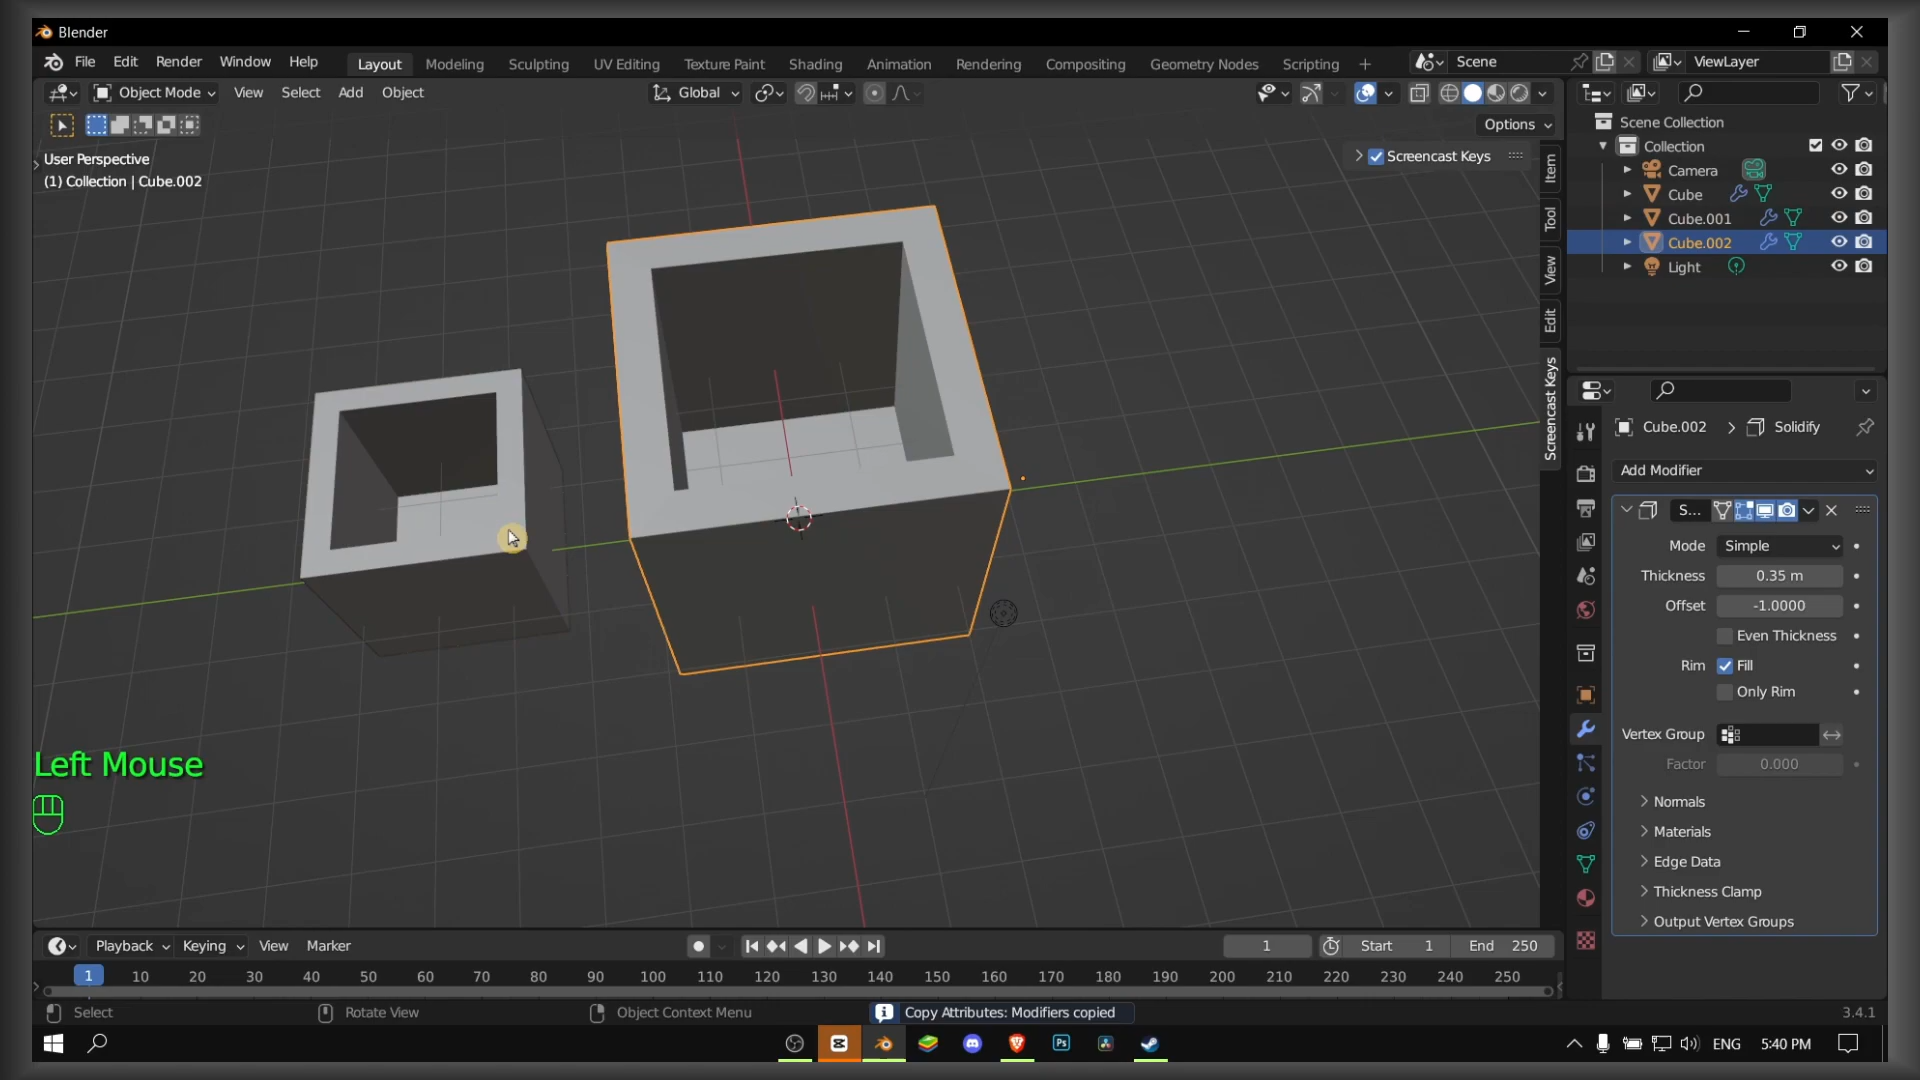 Blender
File Edit Render Window Help Layout Modeling Sculpting UV Editing Texture Paint Shading Animation Rendering Compositing Geometry Nodes Scripting + Scene ViewLayer
Object Mode View Select Add Object Global
Options
User Perspective
(1) Collection | Cube.002
Screencast Keys
Item
Tool
View
Edit
Screencast Keys
Scene Collection
Collection
Camera
Cube
Cube.001
Cube.002
Light
Cube.002 > Solidify
Add Modifier
S...
Mode Simple
Thickness 0.35 m
Offset -1.0000
Even Thickness
Rim Fill
Only Rim
Vertex Group
Factor 0.000
Normals
Materials
Edge Data
Thickness Clamp
Output Vertex Groups
Left Mouse
Playback Keying View Marker 1 Start 1 End 250
1 10 20 30 40 50 60 70 80 90 100 110 120 130 140 150 160 170 180 190 200 210 220 230 240 250
Select Rotate View Object Context Menu Copy Attributes: Modifiers copied 3.4.1
Ps ENG 5:40 PM